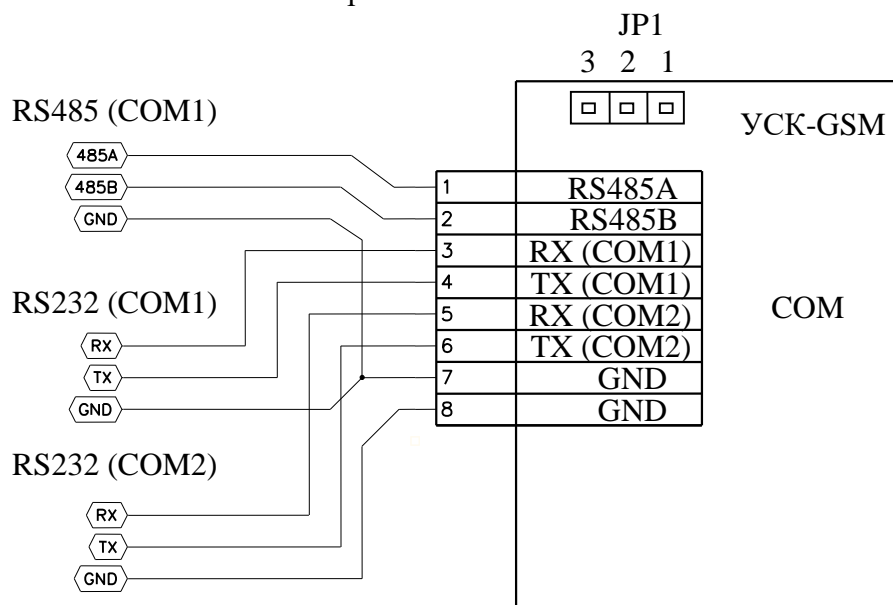 JP1
3 2 1
УСК-GSM
RS485 (COM1)
485A
485B
GND
RS232 (COM1)
RX
TX
GND
RS232 (COM2)
RX
TX
GND
1 RS485A
2 RS485B
3 RX (COM1)
4 TX (COM1)
5 RX (COM2)
6 TX (COM2)
7 GND
8 GND
COM